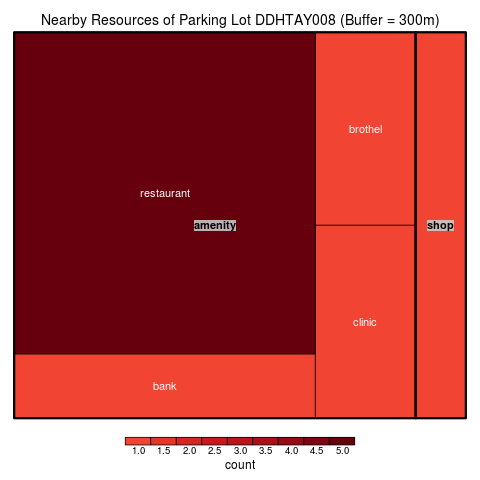 Nearby Resources of Parking Lot DDHTAY008 (Buffer = 300m)
brothel
restaurant
amenity
shop
clinic
bank
1.0 1.5 2.0 2.5 3.0 3.5 4.0 4.5 5.0
count